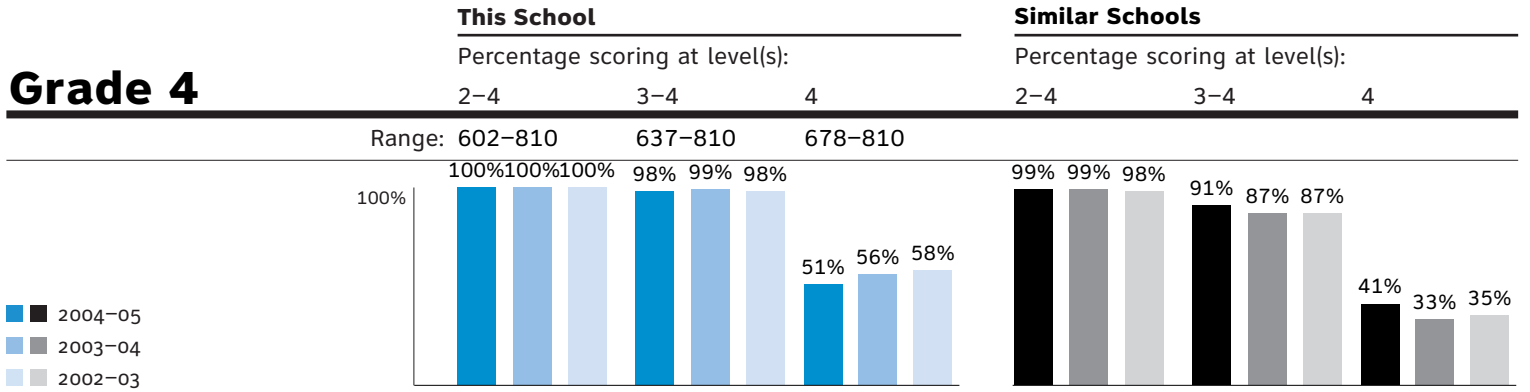 This School
Similar Schools
Percentage scoring at level(s):
Percentage scoring at level(s):
Grade 4
2–4 3–4 4
2–4 3–4 4
Range: 602–810 637–810 678–810
100% 100% 100% 98% 99% 98%
51% 56% 58%
99% 99% 98% 91% 87% 87%
41% 33% 35%
100%
2004–05
2003–04
2002–03